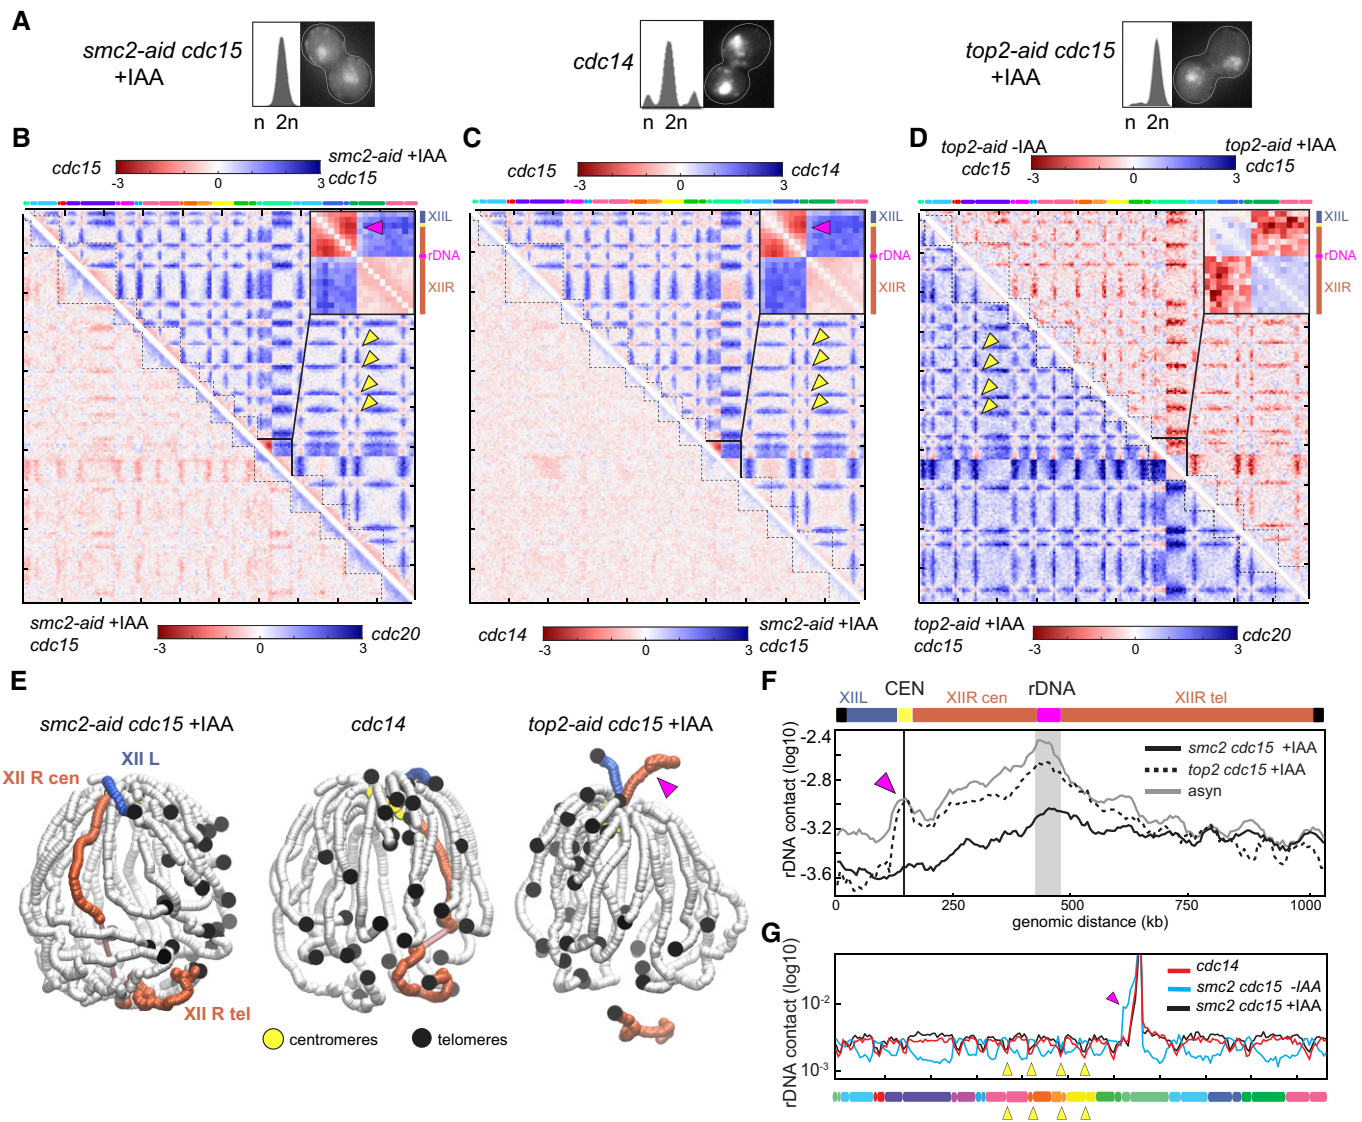 A
smc2-aid cdc15
+IAA
n 2n
cdc14
n 2n
top2-aid cdc15
+IAA
n 2n
B
cdc15
-3 0 3
smc2-aid +IAA
cdc15
XIIL
rDNA
XIIR
smc2-aid +IAA
cdc15
-3 0 3
cdc20
C
cdc15
-3 0 3
cdc14
XIIL
rDNA
XIIR
cdc14
-3 0 3
smc2-aid +IAA
cdc15
D
top2-aid -IAA
cdc15
-3 0 3
top2-aid +IAA
cdc15
XIIL
rDNA
XIIR
top2-aid +IAA
cdc15
-3 0 3
cdc20
E
smc2-aid cdc15 +IAA
cdc14
top2-aid cdc15 +IAA
XII L
XII R cen
XII R tel
centromeres
telomeres
F
XIIL
CEN
XIIR cen
rDNA
XIIR tel
rDNA contact (log10)
-2.4
-2.8
-3.2
-3.6
smc2 cdc15 +IAA
top2 cdc15 +IAA
asyn
250 500 750 1000
genomic distance (kb)
G
rDNA contact (log10)
10-2
10-3
cdc14
smc2 cdc15 -IAA
smc2 cdc15 +IAA